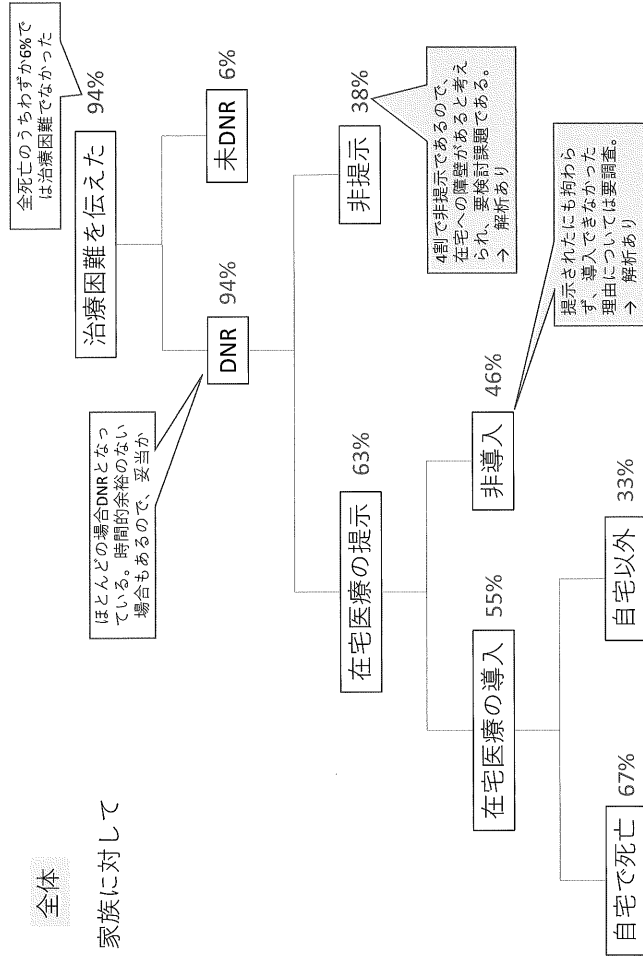 全体
家族に対して
全死亡のうちわずか6%で
は治療困難でなかった
治療困難を伝えた 94%
ほとんどの場合DNRとなっ
ている。時間的余裕のない
場合もあるので、妥当か
DNR 94%
未DNR 6%
在宅医療の提示 63%
非提示 38%
4割で非提示であるので、
在宅への障壁があると考え
られ、要検討課題である。
→ 解析あり
在宅医療の導入 55%
非導入 46%
提示されたにも拘わら
ず、導入できなかった
理由については要調査。
→ 解析あり
自宅で死亡 67%
自宅以外 33%